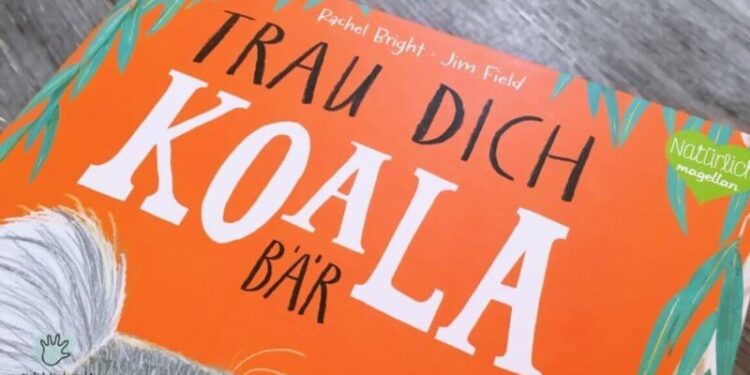 Rachel Bright · Jim Field
TRAU DICH
KOALA
BÄR
Natürlich
magellan